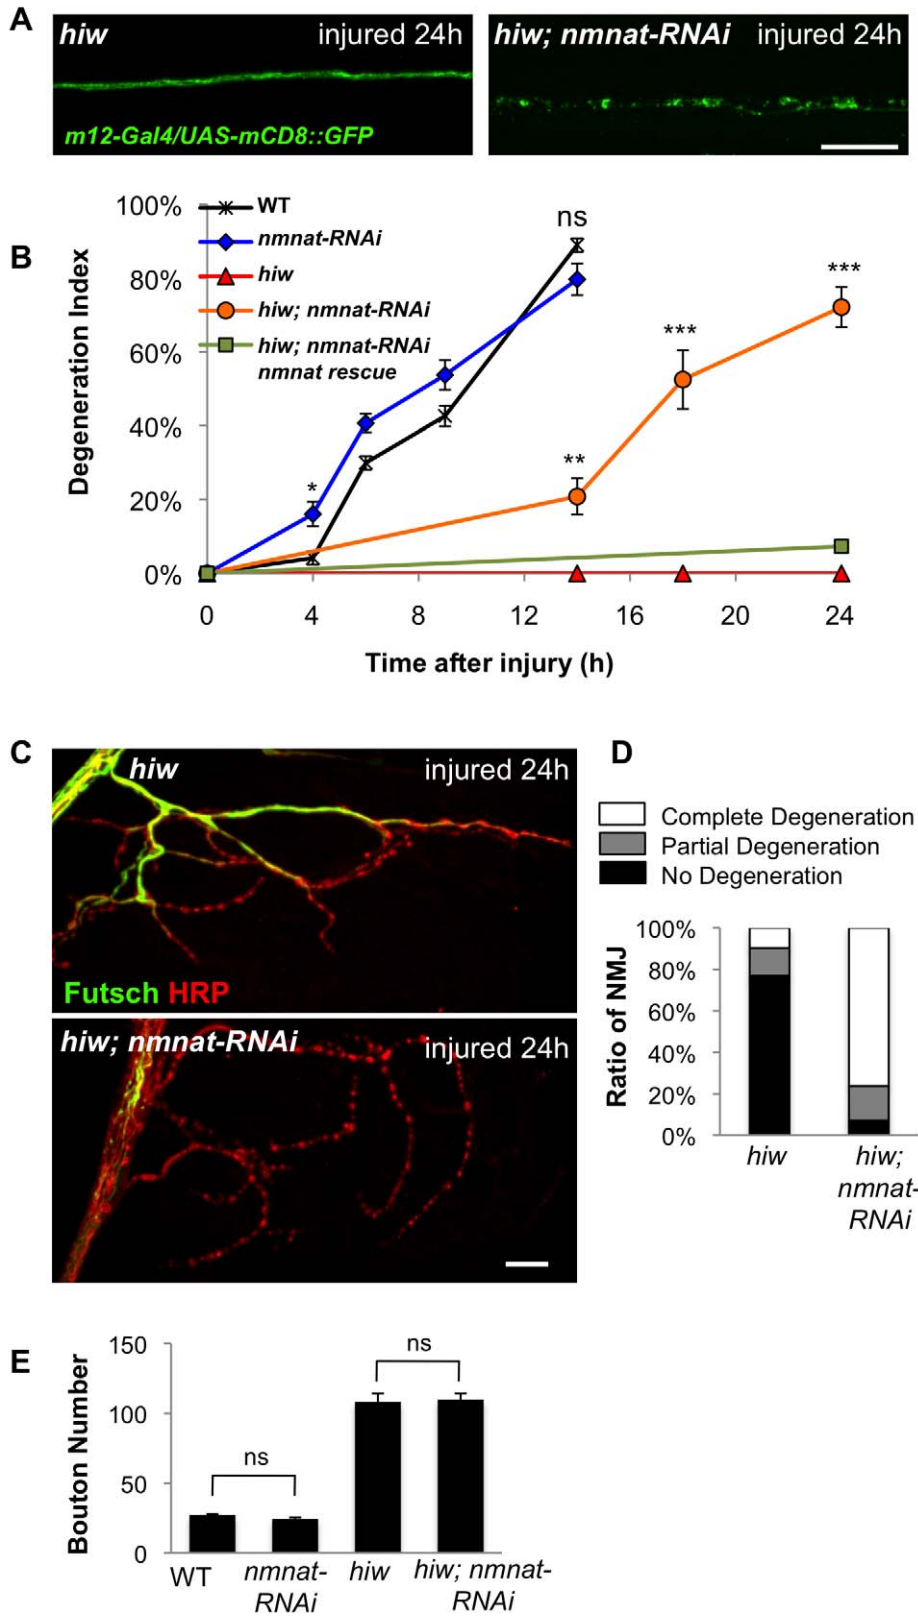 A
hiw injured 24h
m12-Gal4/UAS-mCD8::GFP
hiw; nmnat-RNAi injured 24h
B
Degeneration Index
100%
80%
60%
40%
20%
0%
WT
nmnat-RNAi
hiw
hiw; nmnat-RNAi
hiw; nmnat-RNAi
nmnat rescue
*
ns
**
***
***
0 4 8 12 16 20 24
Time after injury (h)
C
hiw injured 24h
Futsch HRP
hiw; nmnat-RNAi injured 24h
D
Complete Degeneration
Partial Degeneration
No Degeneration
Ratio of NMJ
100%
80%
60%
40%
20%
0%
hiw
hiw;
nmnat-
RNAi
E
Bouton Number
150
100
50
0
ns
ns
WT
nmnat-
RNAi
hiw
hiw; nmnat-
RNAi